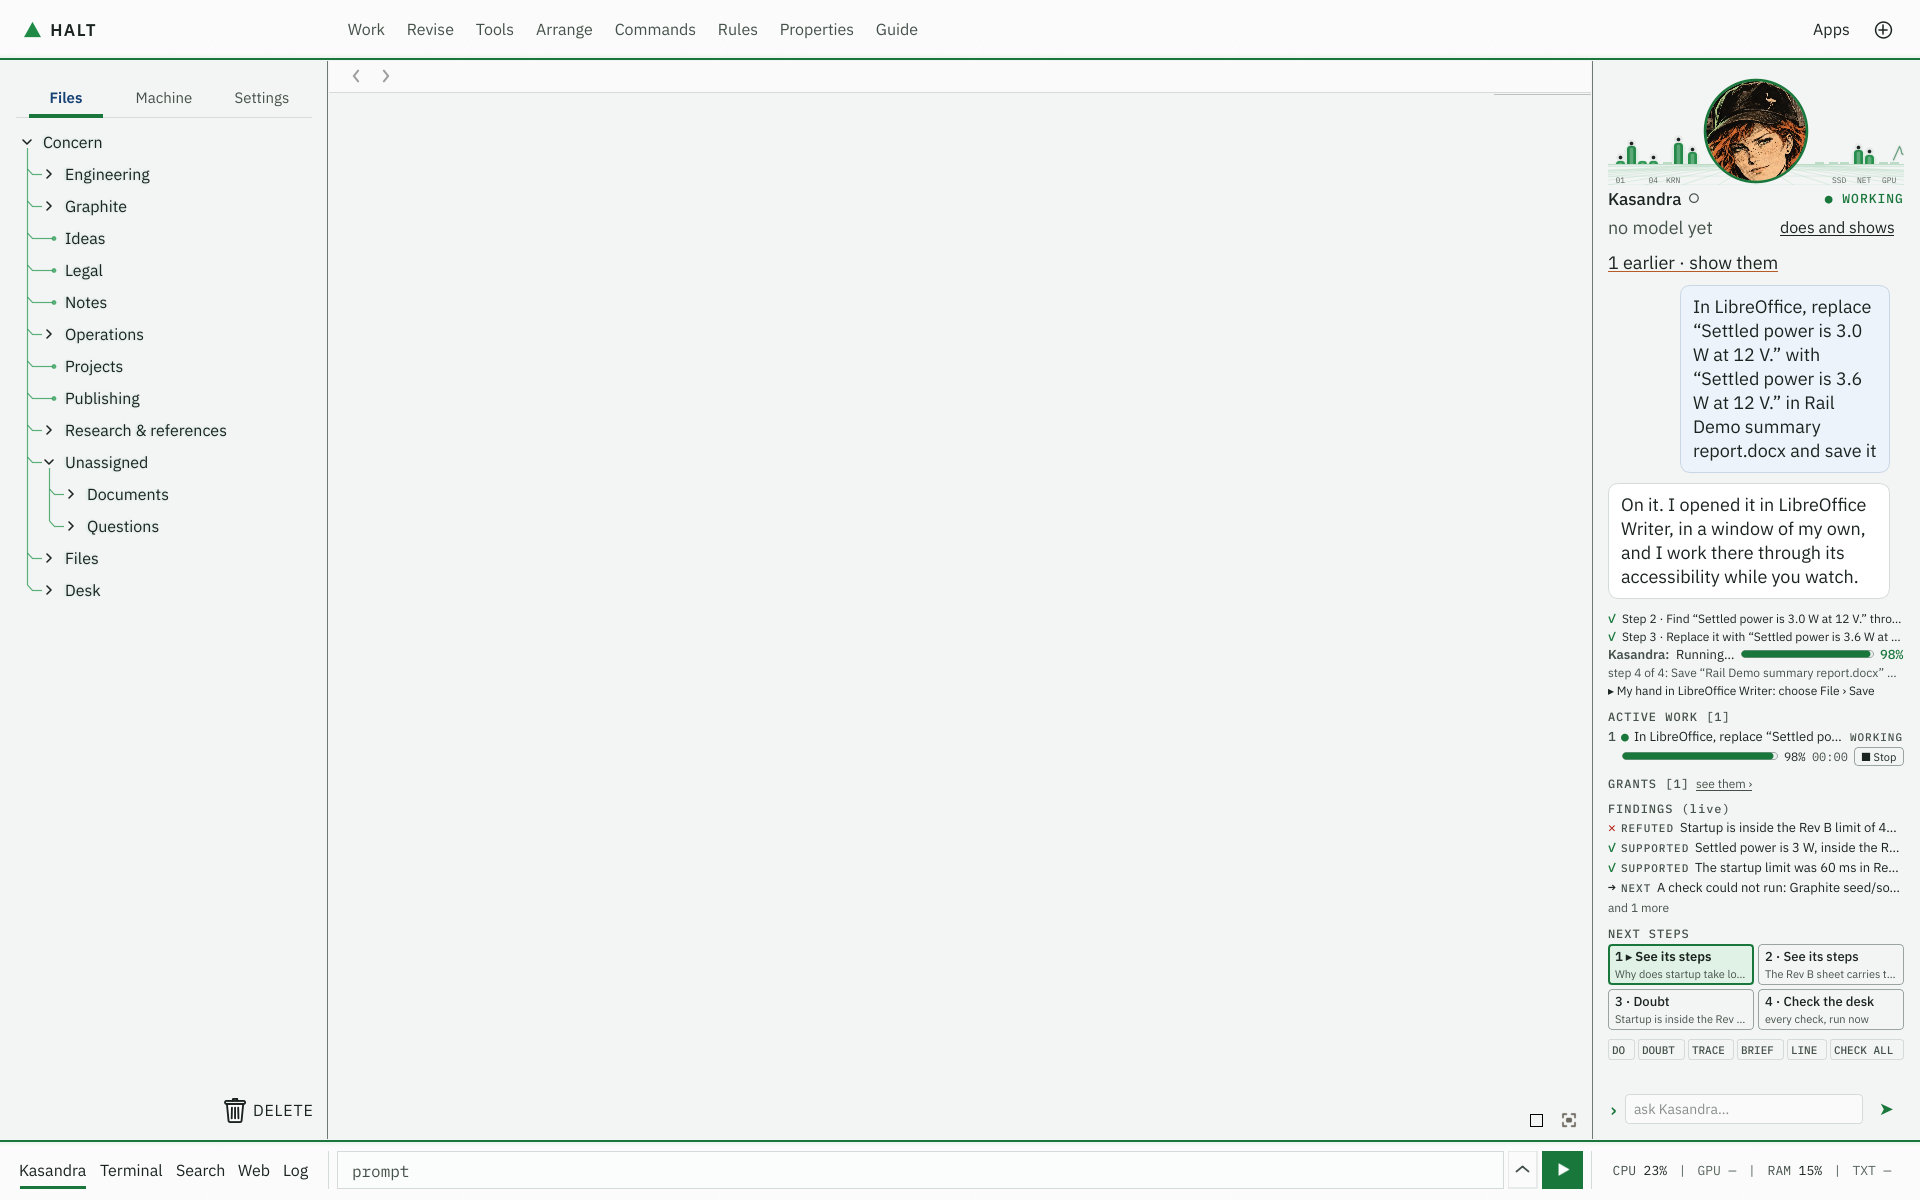 HALT
Work Revise Tools Arrange Commands Rules Properties Guide
Apps
Files Machine Settings
Concern
Engineering
Graphite
Ideas
Legal
Notes
Operations
Projects
Publishing
Research & references
Unassigned
Documents
Questions
Files
Desk
DELETE
01 04 KRN SSD NET GPU
Kasandra
WORKING
no model yet
does and shows
1 earlier · show them
In LibreOffice, replace
“Settled power is 3.0
W at 12 V.” with
“Settled power is 3.6
W at 12 V.” in Rail
Demo summary
report.docx and save it
On it. I opened it in LibreOffice
Writer, in a window of my own,
and I work there through its
accessibility while you watch.
✓ Step 2 · Find “Settled power is 3.0 W at 12 V.” thro...
✓ Step 3 · Replace it with “Settled power is 3.6 W at ...
Kasandra: Running... 98%
step 4 of 4: Save “Rail Demo summary report.docx” ...
▸ My hand in LibreOffice Writer: choose File › Save
ACTIVE WORK [1]
1 ● In LibreOffice, replace “Settled po... WORKING
98% 00:00 Stop
GRANTS [1] see them ›
FINDINGS (live)
× REFUTED Startup is inside the Rev B limit of 4...
✓ SUPPORTED Settled power is 3 W, inside the R...
✓ SUPPORTED The startup limit was 60 ms in Re...
→ NEXT A check could not run: Graphite seed/so...
and 1 more
NEXT STEPS
1 ▸ See its steps
Why does startup take lo...
2 · See its steps
The Rev B sheet carries t...
3 · Doubt
Startup is inside the Rev ...
4 · Check the desk
every check, run now
DO DOUBT TRACE BRIEF LINE CHECK ALL
› ask Kasandra...
Kasandra Terminal Search Web Log
prompt
CPU 23% | GPU — | RAM 15% | TXT —